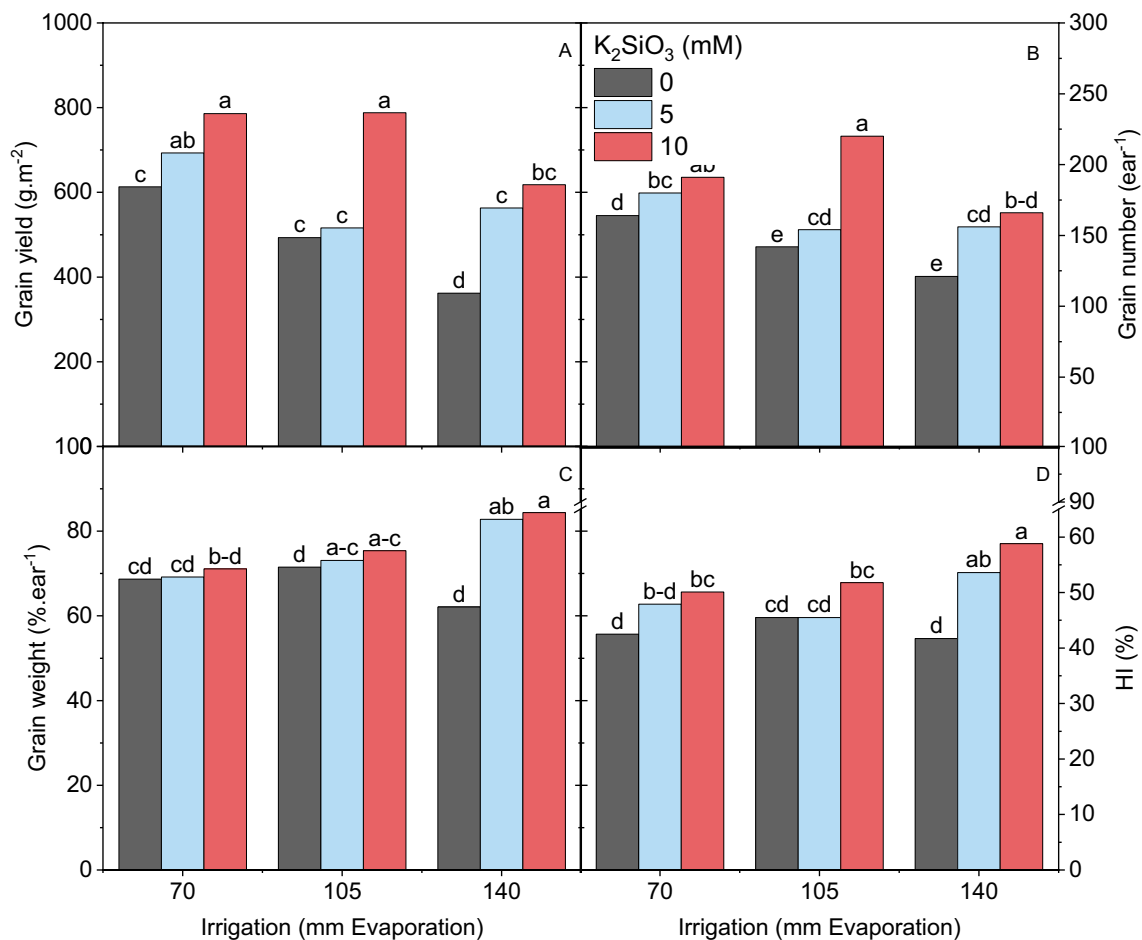 1000
800
600
400
200
100
Grain yield (g.m⁻²)
A
c
ab
a
c
c
a
d
c
bc
K₂SiO₃ (mM)
0
5
10
B
d
bc
ab
e
cd
a
e
cd
b-d
300
250
200
150
100
50
100
Grain number (ear⁻¹)
C
80
60
40
20
0
Grain weight (%.ear⁻¹)
cd
cd
b-d
d
a-c
a-c
d
ab
a
70
105
140
Irrigation (mm Evaporation)
D
d
b-d
bc
cd
cd
bc
d
ab
a
90
60
50
40
30
20
10
0
HI (%)
70
105
140
Irrigation (mm Evaporation)